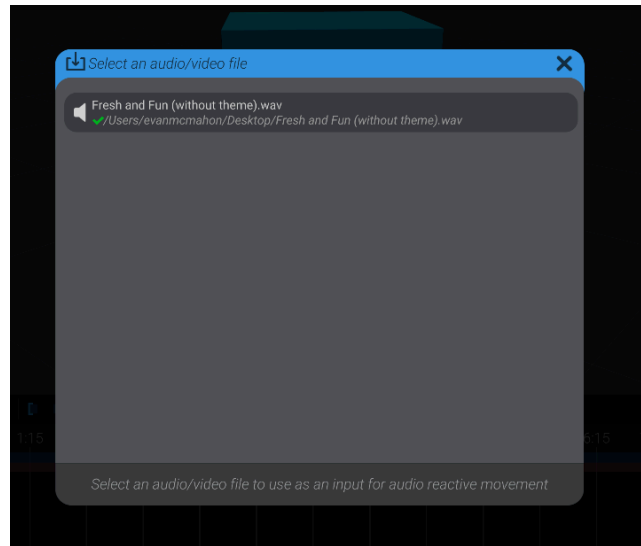 Select an audio/video file
Fresh and Fun (without theme).wav
/Users/evanmcmahon/Desktop/Fresh and Fun (without theme).wav
1:15
6:15
Select an audio/video file to use as an input for audio reactive movement